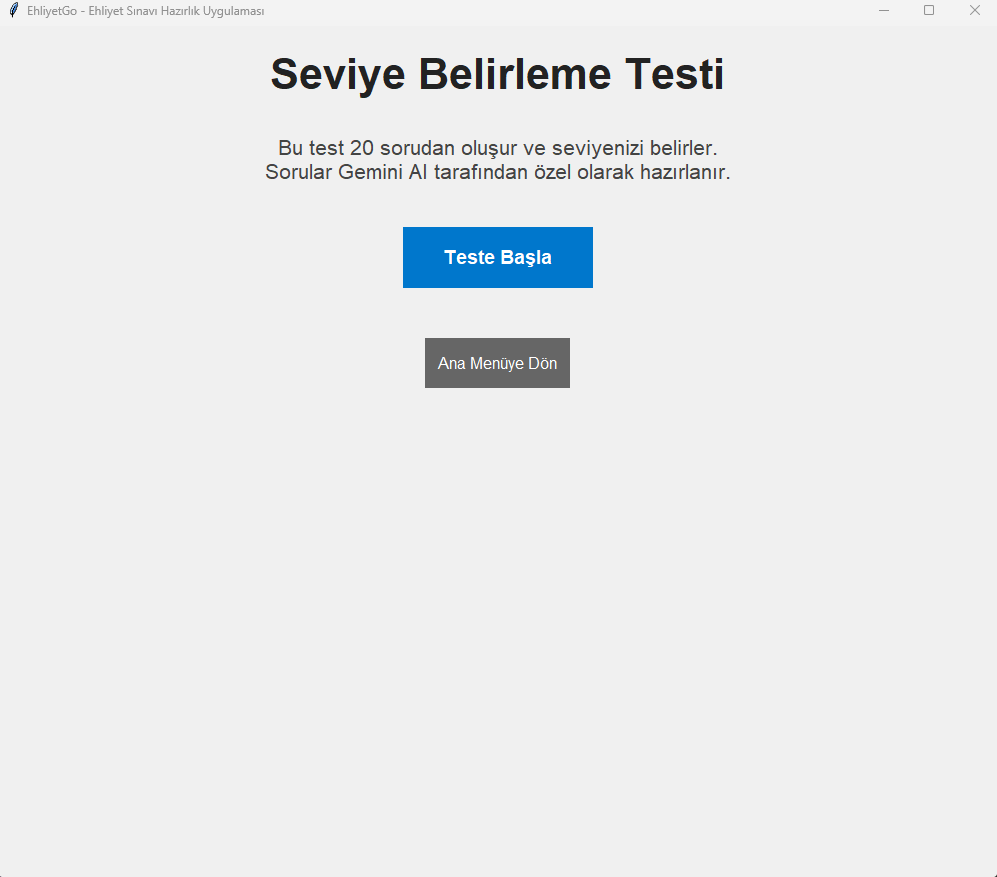 EhliyetGo - Ehliyet Sınavı Hazırlık Uygulaması
Seviye Belirleme Testi
Bu test 20 sorudan oluşur ve seviyenizi belirler.
Sorular Gemini AI tarafından özel olarak hazırlanır.
Teste Başla
Ana Menüye Dön